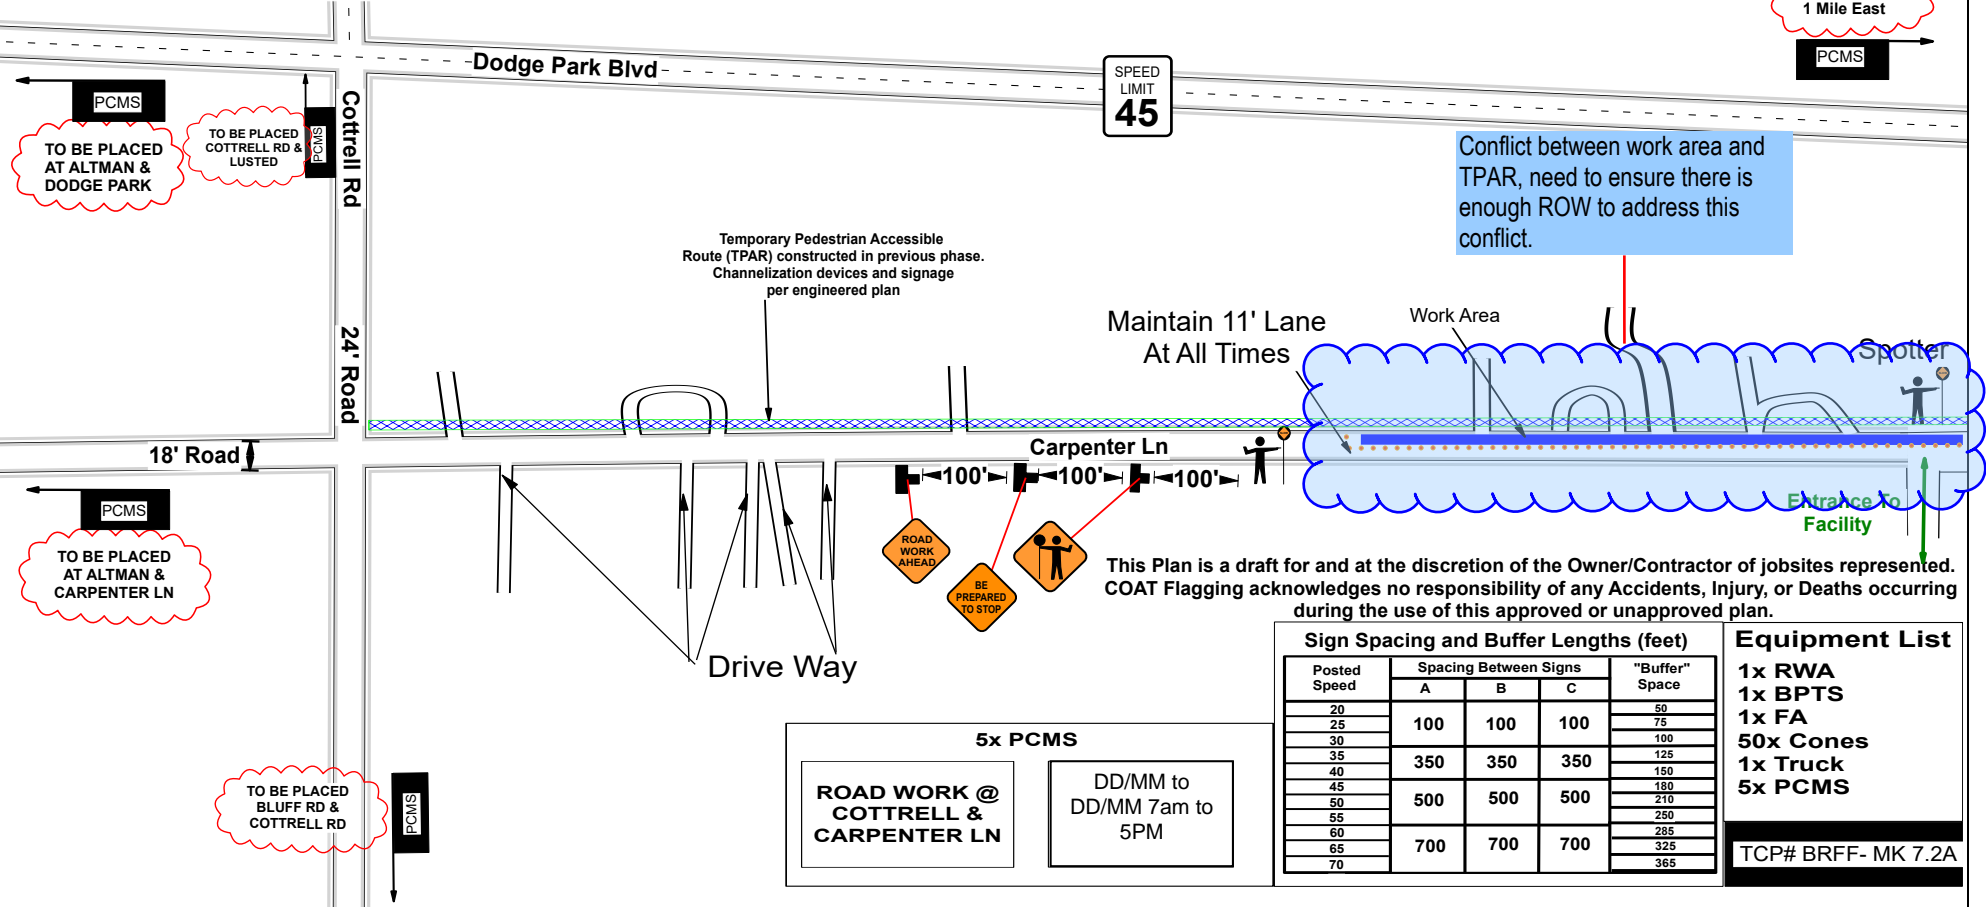 1 Mile East
PCMS
Dodge Park Blvd
SPEED
LIMIT
45
PCMS
TO BE PLACED
AT ALTMAN &
DODGE PARK
TO BE PLACED
COTTRELL RD &
LUSTED
PCMS
Cottrell Rd
24' Road
Conflict between work area and
TPAR, need to ensure there is
enough ROW to address this
conflict.
Temporary Pedestrian Accessible
Route (TPAR) constructed in previous phase.
Channelization devices and signage
per engineered plan
Maintain 11' Lane
At All Times
Work Area
Spotter
18' Road
Carpenter Ln
100'
100'
100'
PCMS
TO BE PLACED
AT ALTMAN &
CARPENTER LN
ROAD
WORK
AHEAD
BE
PREPARED
TO STOP
Entrance To
Facility
Drive Way
This Plan is a draft for and at the discretion of the Owner/Contractor of jobsites represented.
COAT Flagging acknowledges no responsibility of any Accidents, Injury, or Deaths occurring
during the use of this approved or unapproved plan.
TO BE PLACED
BLUFF RD &
COTTRELL RD
PCMS
5x PCMS
ROAD WORK @
COTTRELL &
CARPENTER LN
DD/MM to
DD/MM 7am to
5PM
Sign Spacing and Buffer Lengths (feet)
Posted
Speed
Spacing Between Signs
"Buffer"
Space
A B C
20 50
25 100 100 100 75
30 100
35 350 350 350 125
40 150
45 180
50 500 500 500 210
55 250
60 285
65 700 700 700 325
70 365
Equipment List
1x RWA
1x BPTS
1x FA
50x Cones
1x Truck
5x PCMS
TCP# BRFF- MK 7.2A